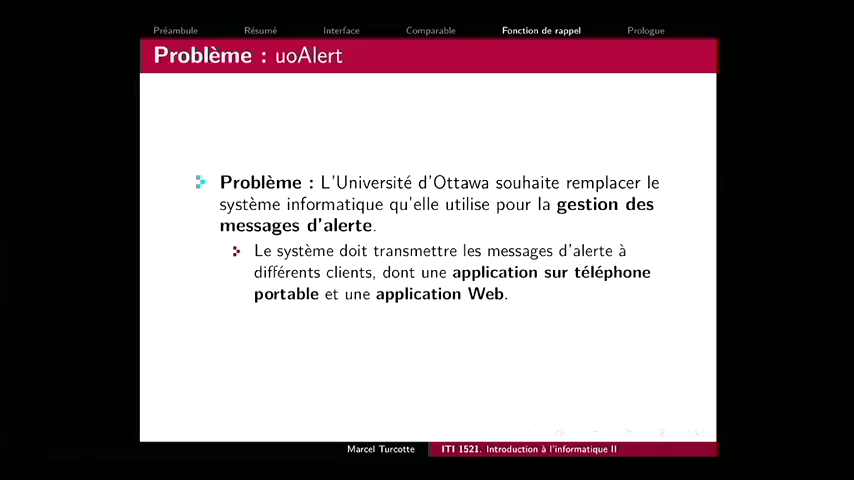 Préambule Résumé Interface Comparable Fonction de rappel Prologue
Problème : uoAlert
Problème : L'Université d'Ottawa souhaite remplacer le
système informatique qu'elle utilise pour la gestion des
messages d'alerte.
Le système doit transmettre les messages d'alerte à
différents clients, dont une application sur téléphone
portable et une application Web.
Marcel Turcotte ITI 1521. Introduction à l'informatique II